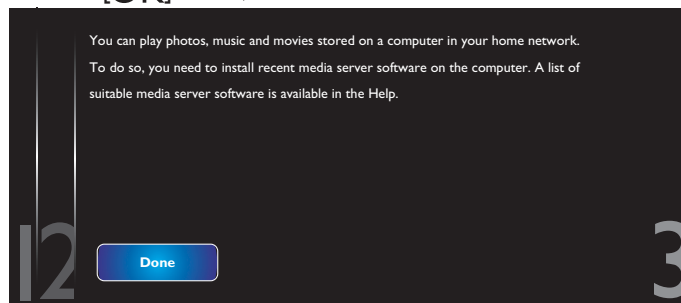 You can play photos, music and movies stored on a computer in your home network.
To do so, you need to install recent media server software on the computer. A list of
suitable media server software is available in the Help.
12
3
Done